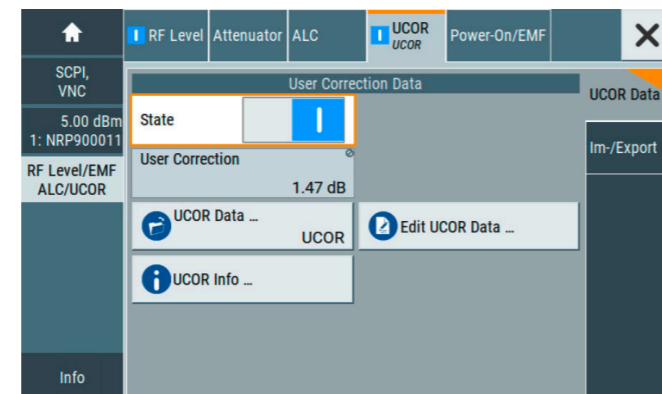 RF Level
Attenuator
ALC
UCOR
UCOR
Power-On/EMF
SCPI,
VNC
5.00 dBm
1: NRP900011
RF Level/EMF
ALC/UCOR
Info
User Correction Data
State
User Correction
1.47 dB
UCOR Data ...
UCOR
Edit UCOR Data ...
UCOR Info ...
UCOR Data
Im-/Export